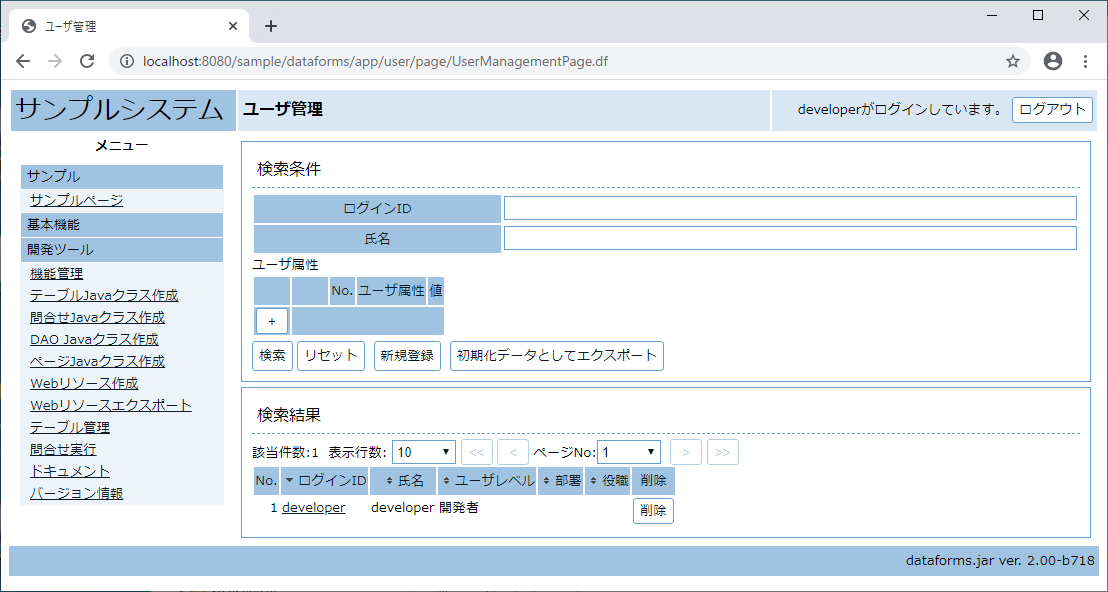 ユーザ管理
localhost:8080/sample/dataforms/app/user/page/UserManagementPage.df
サンプルシステム
ユーザ管理
developerがログインしています。 ログアウト
メニュー
サンプル
サンプルページ
基本機能
開発ツール
機能管理
テーブルJavaクラス作成
問合せJavaクラス作成
DAO Javaクラス作成
ページJavaクラス作成
Webリソース作成
Webリソースエクスポート
テーブル管理
問合せ実行
ドキュメント
バージョン情報
検索条件
ログインID
氏名
ユーザ属性
No. ユーザ属性 値
+
検索 リセット 新規登録 初期化データとしてエクスポート
検索結果
該当件数:1 表示行数: 10 << < ページNo: 1 > >>
No. ログインID 氏名 ユーザレベル 部署 役職 削除
1 developer developer 開発者 削除
dataforms.jar ver. 2.00-b718